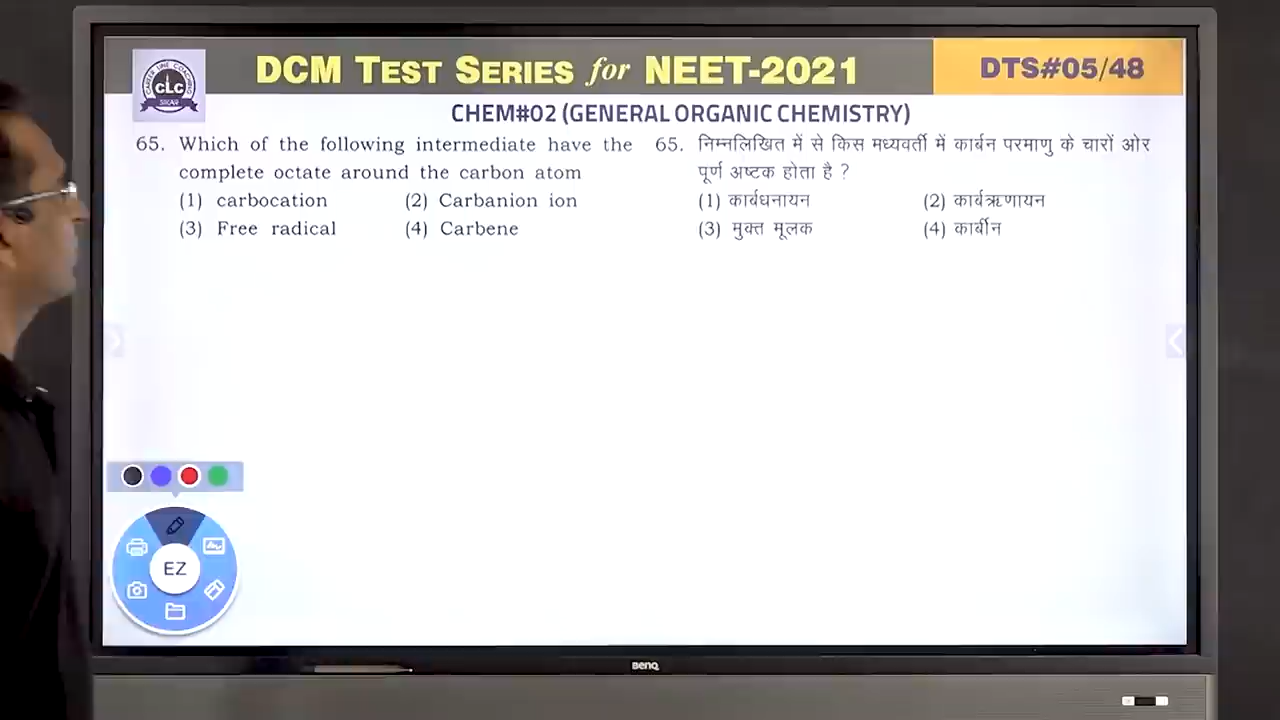 DCM TEST SERIES for NEET-2021
DTS#05/48
CLC
SIKAR
CHEM#02 (GENERAL ORGANIC CHEMISTRY)
65. Which of the following intermediate have the
complete octate around the carbon atom
(1) carbocation (2) Carbanion ion
(3) Free radical (4) Carbene
65. निम्नलिखित में से किस मध्यवर्ती में कार्बन परमाणु के चारों ओर
पूर्ण अष्टक होता है ?
(1) कार्बधनायन (2) कार्बऋणायन
(3) मुक्त मूलक (4) कार्बीन
EZ
BenQ